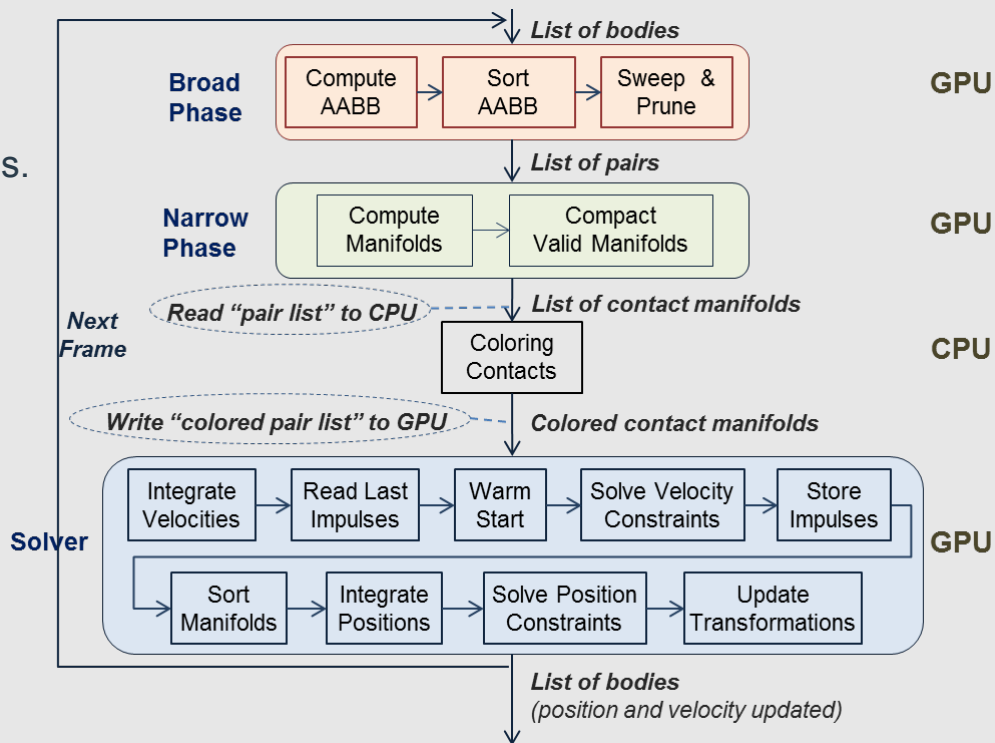 List of bodies
Broad
Phase
Compute
AABB
Sort
AABB
Sweep &
Prune
GPU
s.
List of pairs
Narrow
Phase
Compute
Manifolds
Compact
Valid Manifolds
GPU
Read “pair list” to CPU
List of contact manifolds
Next
Frame
Coloring
Contacts
CPU
Write “colored pair list” to GPU
Colored contact manifolds
Solver
Integrate
Velocities
Read Last
Impulses
Warm
Start
Solve Velocity
Constraints
Store
Impulses
GPU
Sort
Manifolds
Integrate
Positions
Solve Position
Constraints
Update
Transformations
List of bodies
(position and velocity updated)